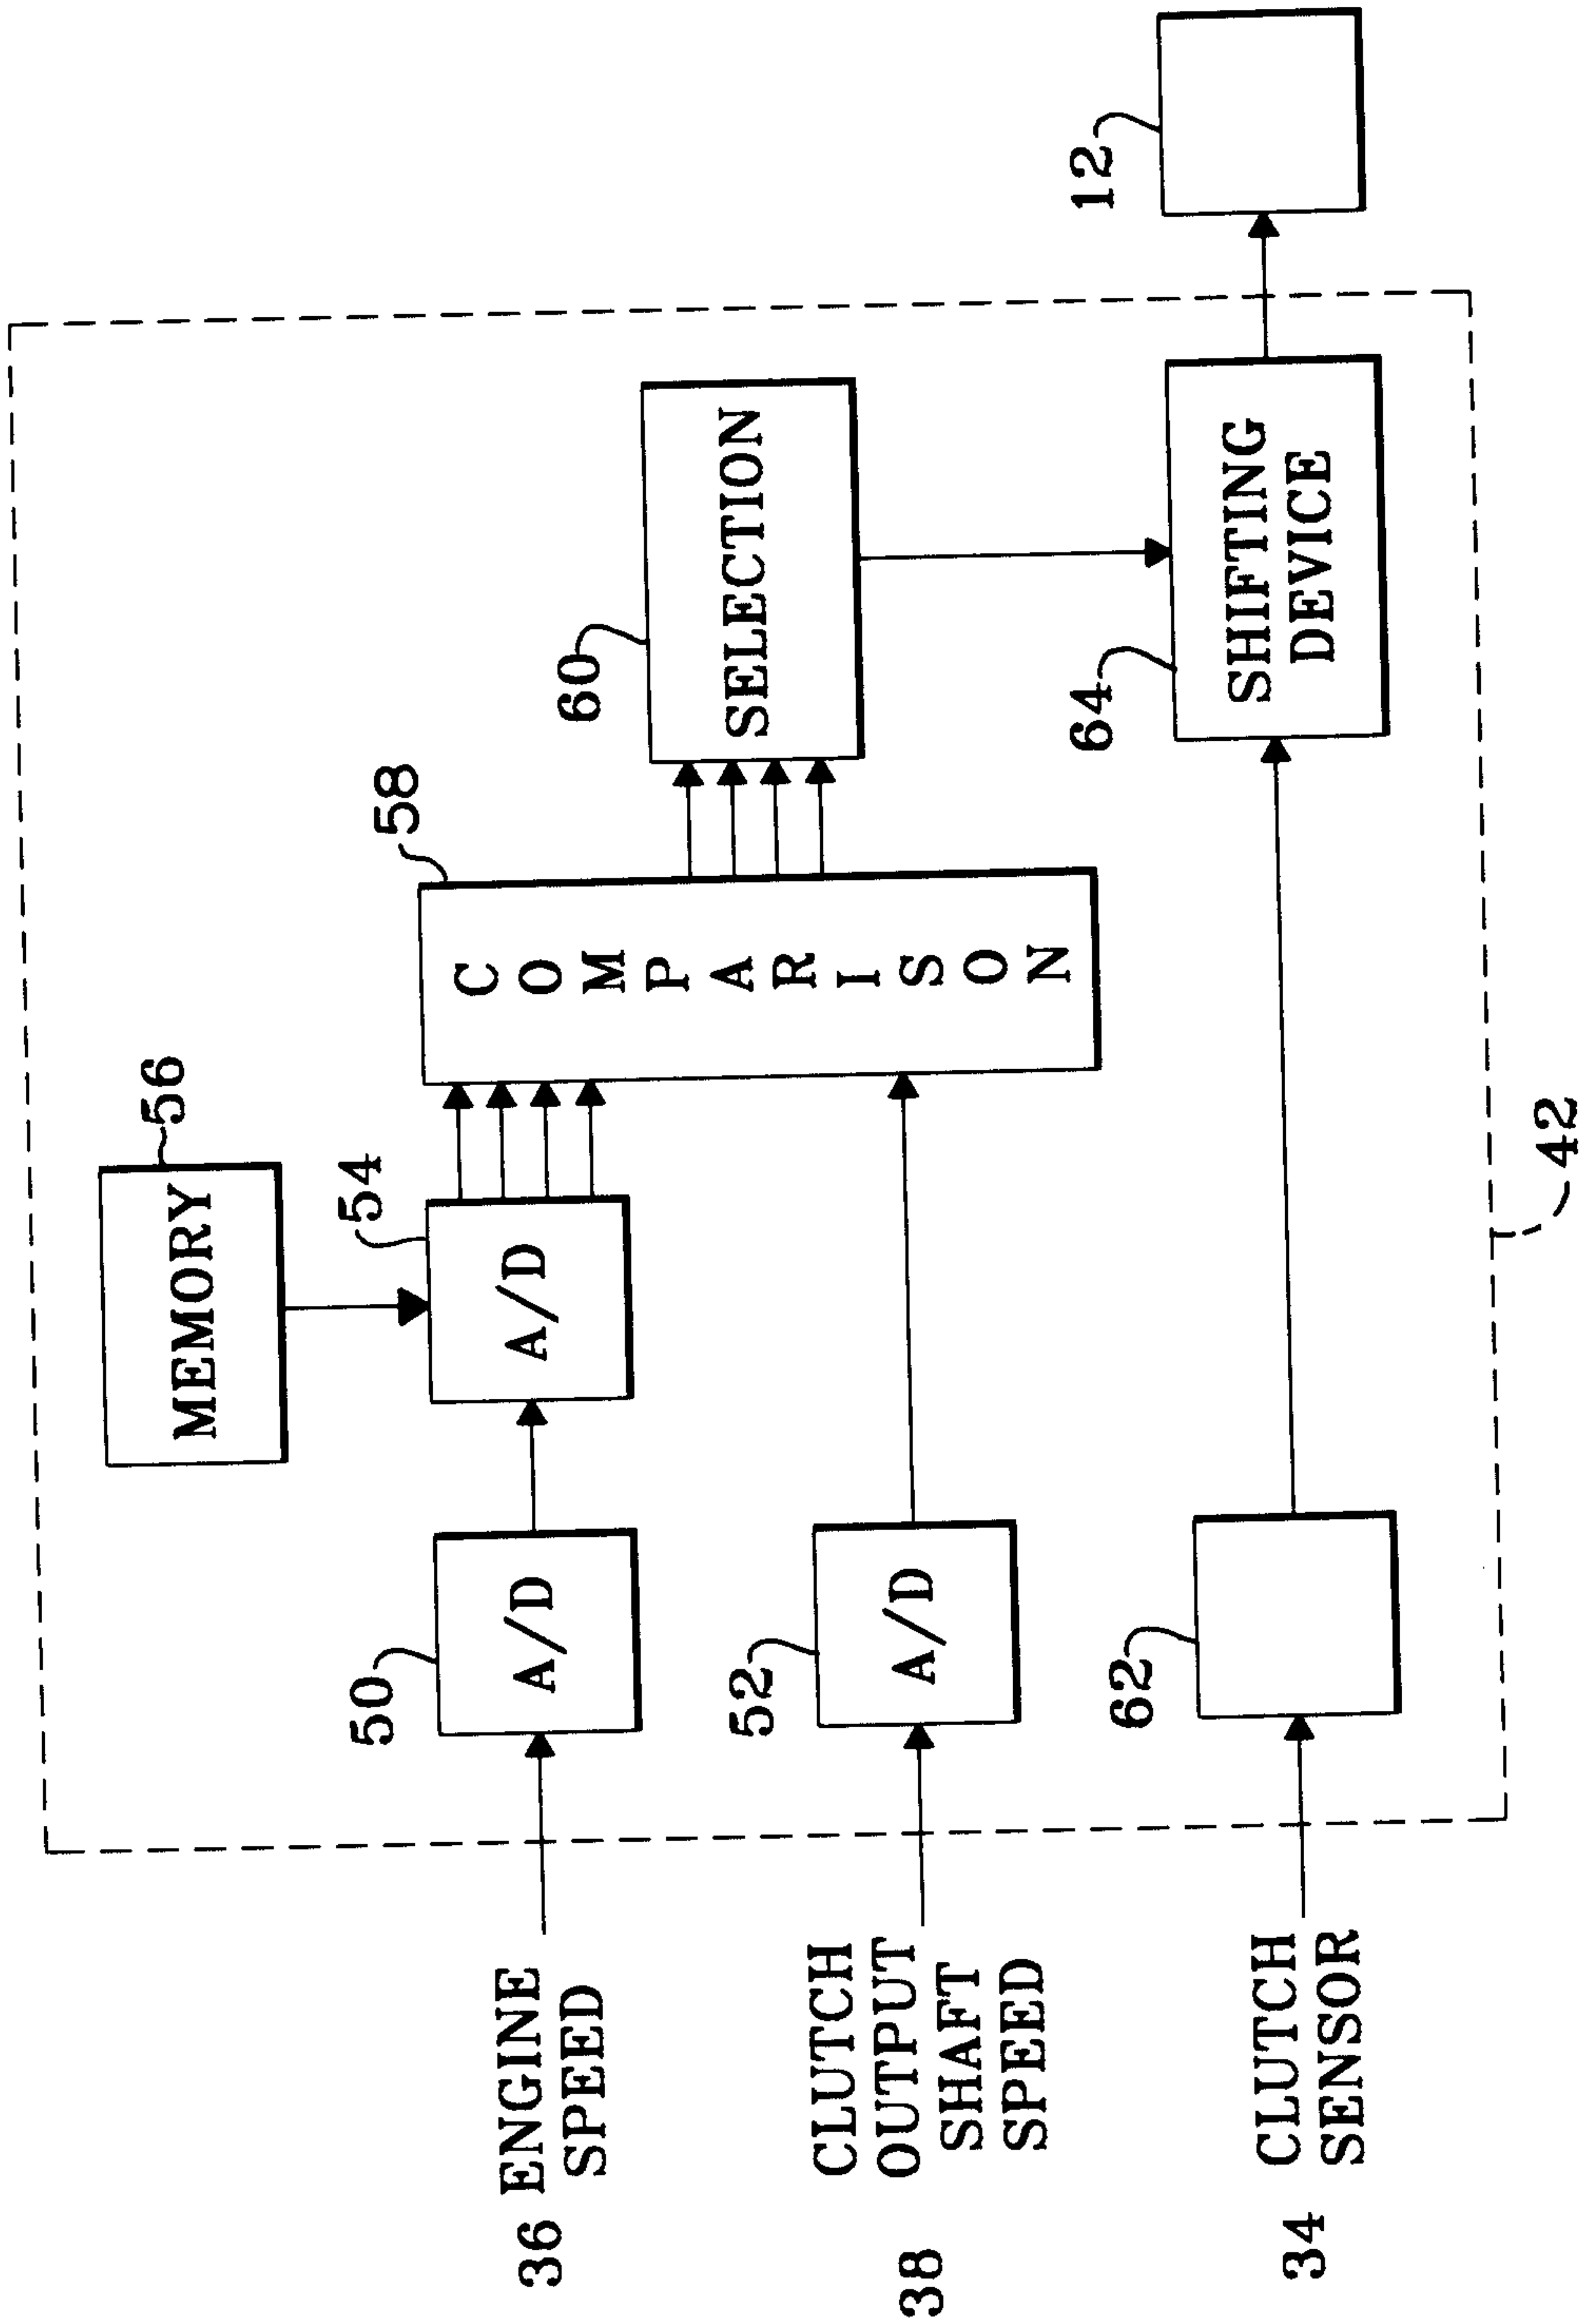 MEMORY
56
54
58
50
A/D
A/D
COMPARISON
60
SELECTION
36 ENGINE
SPEED
52
A/D
38
CLUTCH
OUTPUT
SHAFT
SPEED
62
64
SHIFTING
DEVICE
12
34
CLUTCH
SENSOR
42